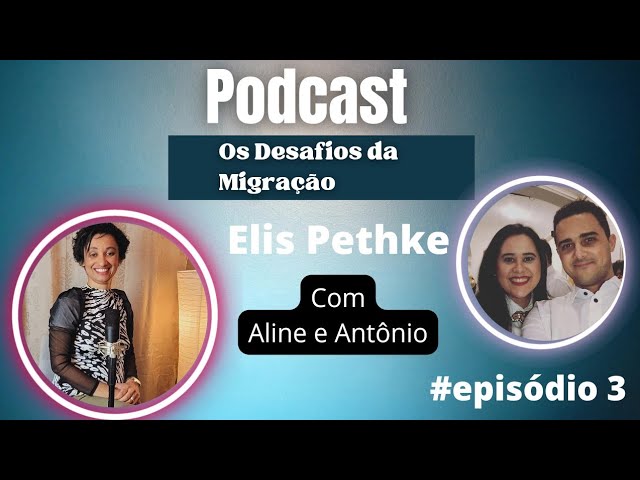 Podcast
Os Desafios da
Migração
Elis Pethke
Com
Aline e Antônio
#episódio 3